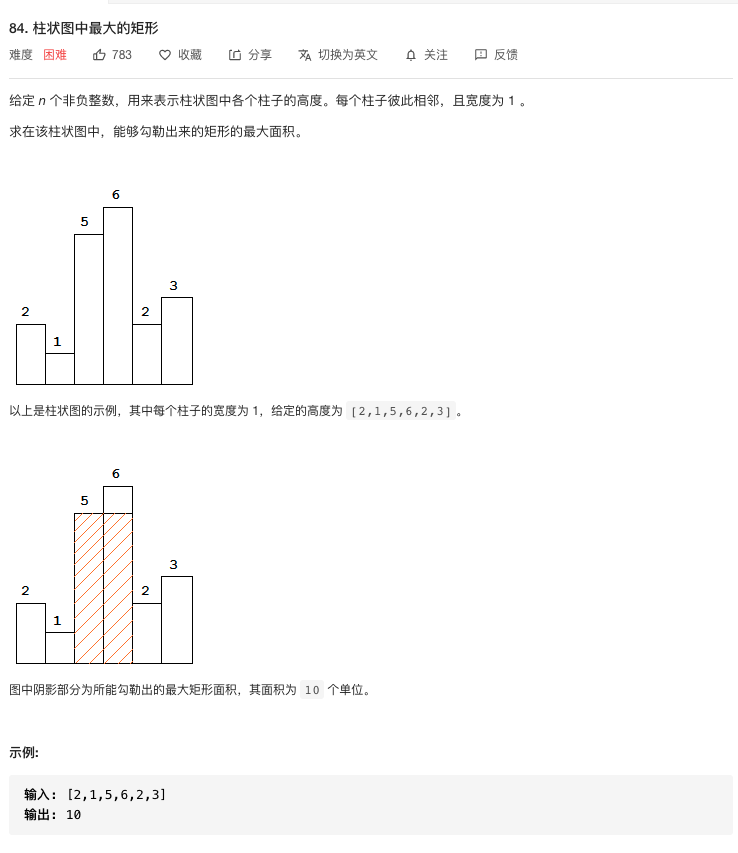 84. 柱状图中最大的矩形
难度 困难 783 收藏 分享 切换为英文 关注 反馈
给定 n 个非负整数，用来表示柱状图中各个柱子的高度。每个柱子彼此相邻，且宽度为 1 。
求在该柱状图中，能够勾勒出来的矩形的最大面积。
6
5
3
2 2
1
以上是柱状图的示例，其中每个柱子的宽度为 1，给定的高度为 [2,1,5,6,2,3] 。
6
5
3
2 2
1
图中阴影部分为所能勾勒出的最大矩形面积，其面积为 10 个单位。
示例:
输入: [2,1,5,6,2,3]
输出: 10